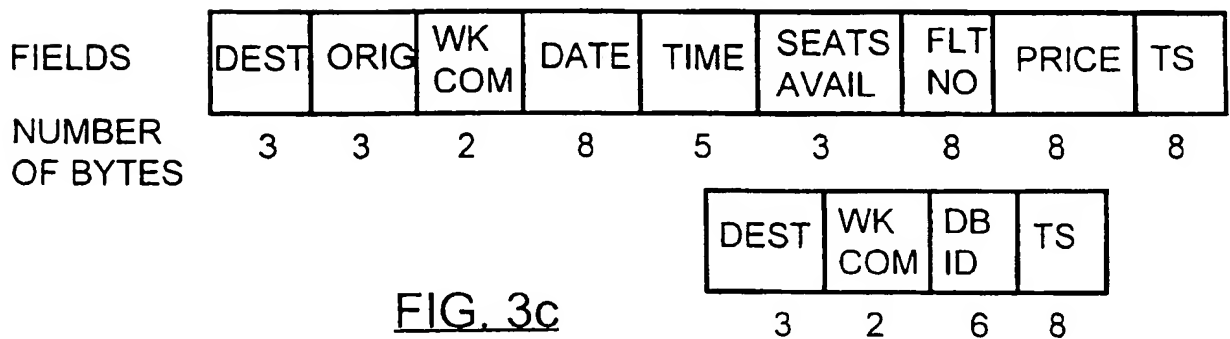 FIELDS DEST ORIG WK COM DATE TIME SEATS AVAIL FLT NO PRICE TS
NUMBER OF BYTES 3 3 2 8 5 3 8 8 8
DEST WK COM DB ID TS
3 2 6 8
FIG. 3c